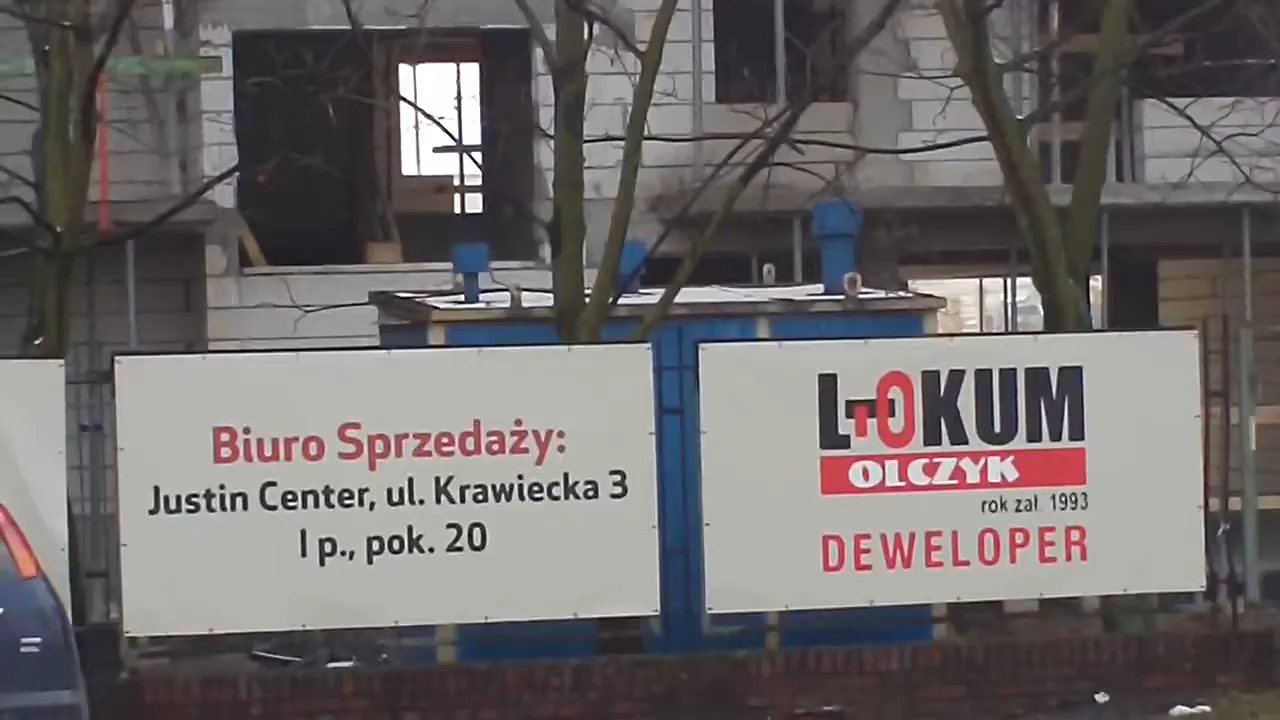 Biuro Sprzedaży:
Justin Center, ul. Krawiecka 3
I p., pok. 20
LOKUM
OLCZYK
rok zał. 1993
DEWELOPER